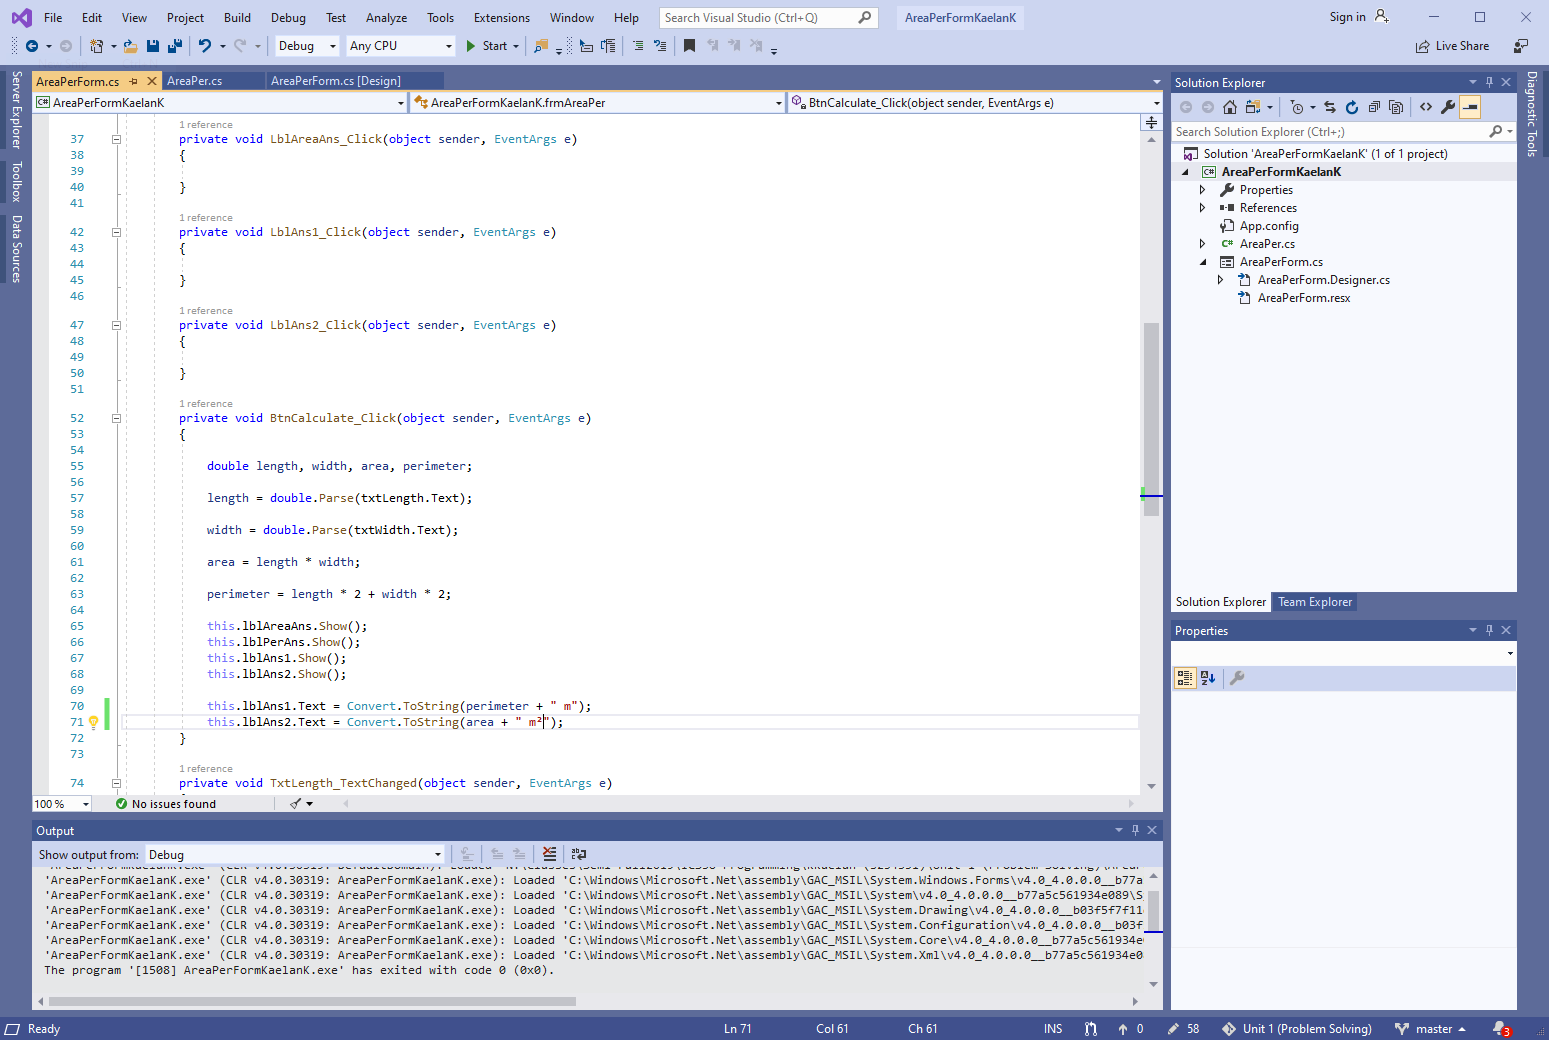 File Edit View Project Build Debug Test Analyze Tools Extensions Window Help Search Visual Studio (Ctrl+Q) AreaPerFormKaelanK Sign in
Debug Any CPU Start Live Share
Server Explorer
Toolbox
Data Sources
AreaPerForm.cs AreaPer.cs AreaPerForm.cs [Design]
AreaPerFormKaelanK AreaPerFormKaelanK.frmAreaPer BtnCalculate_Click(object sender, EventArgs e)
1 reference
37 private void LblAreaAns_Click(object sender, EventArgs e)
38 {
39
40 }
41
1 reference
42 private void LblAns1_Click(object sender, EventArgs e)
43 {
44
45 }
46
1 reference
47 private void LblAns2_Click(object sender, EventArgs e)
48 {
49
50 }
51
1 reference
52 private void BtnCalculate_Click(object sender, EventArgs e)
53 {
54
55 double length, width, area, perimeter;
56
57 length = double.Parse(txtLength.Text);
58
59 width = double.Parse(txtWidth.Text);
60
61 area = length * width;
62
63 perimeter = length * 2 + width * 2;
64
65 this.lblAreaAns.Show();
66 this.lblPerAns.Show();
67 this.lblAns1.Show();
68 this.lblAns2.Show();
69
70 this.lblAns1.Text = Convert.ToString(perimeter + " m");
71 this.lblAns2.Text = Convert.ToString(area + " m²");
72 }
73
1 reference
74 private void TxtLength_TextChanged(object sender, EventArgs e)
100 % No issues found
Output
Show output from: Debug
'AreaPerFormKaelanK.exe' (CLR v4.0.30319: AreaPerFormKaelanK.exe): Loaded 'C:\Windows\Microsoft.Net\assembly\GAC_MSIL\System.Windows.Forms\v4.0_4.0.0.0__b77a
'AreaPerFormKaelanK.exe' (CLR v4.0.30319: AreaPerFormKaelanK.exe): Loaded 'C:\Windows\Microsoft.Net\assembly\GAC_MSIL\System\v4.0_4.0.0.0__b77a5c561934e089\S
'AreaPerFormKaelanK.exe' (CLR v4.0.30319: AreaPerFormKaelanK.exe): Loaded 'C:\Windows\Microsoft.Net\assembly\GAC_MSIL\System.Drawing\v4.0_4.0.0.0__b03f5f7f11
'AreaPerFormKaelanK.exe' (CLR v4.0.30319: AreaPerFormKaelanK.exe): Loaded 'C:\Windows\Microsoft.Net\assembly\GAC_MSIL\System.Configuration\v4.0_4.0.0.0__b03f
'AreaPerFormKaelanK.exe' (CLR v4.0.30319: AreaPerFormKaelanK.exe): Loaded 'C:\Windows\Microsoft.Net\assembly\GAC_MSIL\System.Core\v4.0_4.0.0.0__b77a5c561934e
'AreaPerFormKaelanK.exe' (CLR v4.0.30319: AreaPerFormKaelanK.exe): Loaded 'C:\Windows\Microsoft.Net\assembly\GAC_MSIL\System.Xml\v4.0_4.0.0.0__b77a5c561934e0
The program '[1508] AreaPerFormKaelanK.exe' has exited with code 0 (0x0).
Solution Explorer
Search Solution Explorer (Ctrl+;)
Solution 'AreaPerFormKaelanK' (1 of 1 project)
AreaPerFormKaelanK
Properties
References
App.config
AreaPer.cs
AreaPerForm.cs
AreaPerForm.Designer.cs
AreaPerForm.resx
Solution Explorer Team Explorer
Properties
Diagnostic Tools
Ready Ln 71 Col 61 Ch 61 INS 0 58 Unit 1 (Problem Solving) master 3